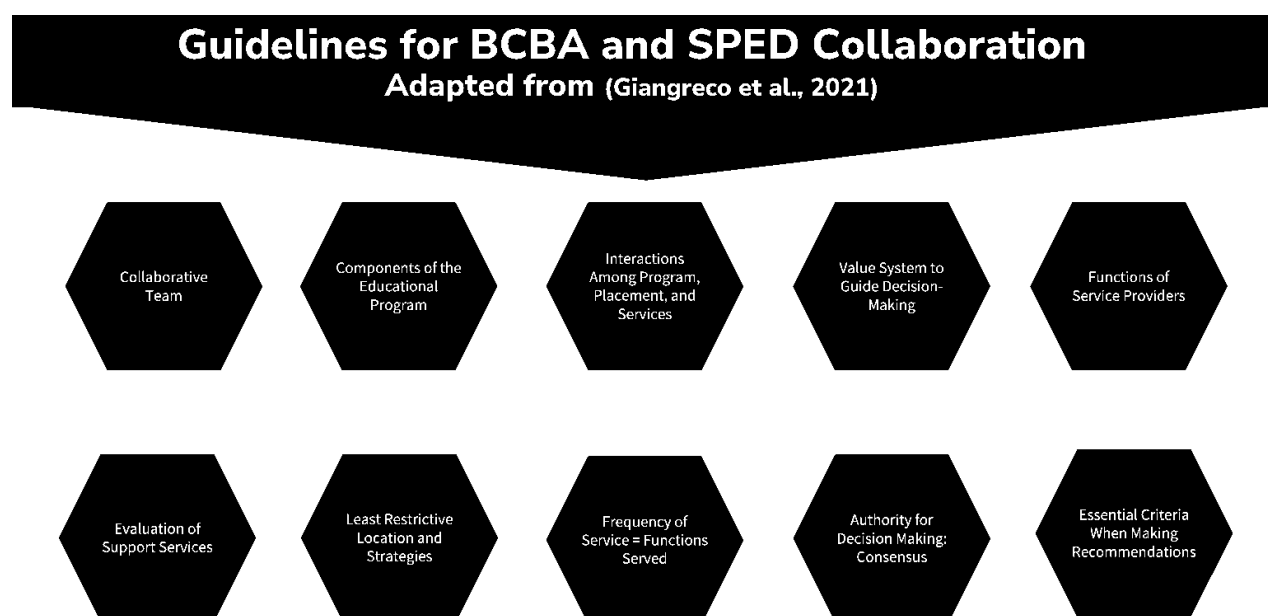 Guidelines for BCBA and SPED Collaboration
Adapted from (Giangreco et al., 2021)
Collaborative
Team
Components of the
Educational
Program
Interactions
Among Program,
Placement, and
Services
Value System to
Guide Decision-
Making
Functions of
Service Providers
Evaluation of
Support Services
Least Restrictive
Location and
Strategies
Frequency of
Service = Functions
Served
Authority for
Decision Making:
Consensus
Essential Criteria
When Making
Recommendations